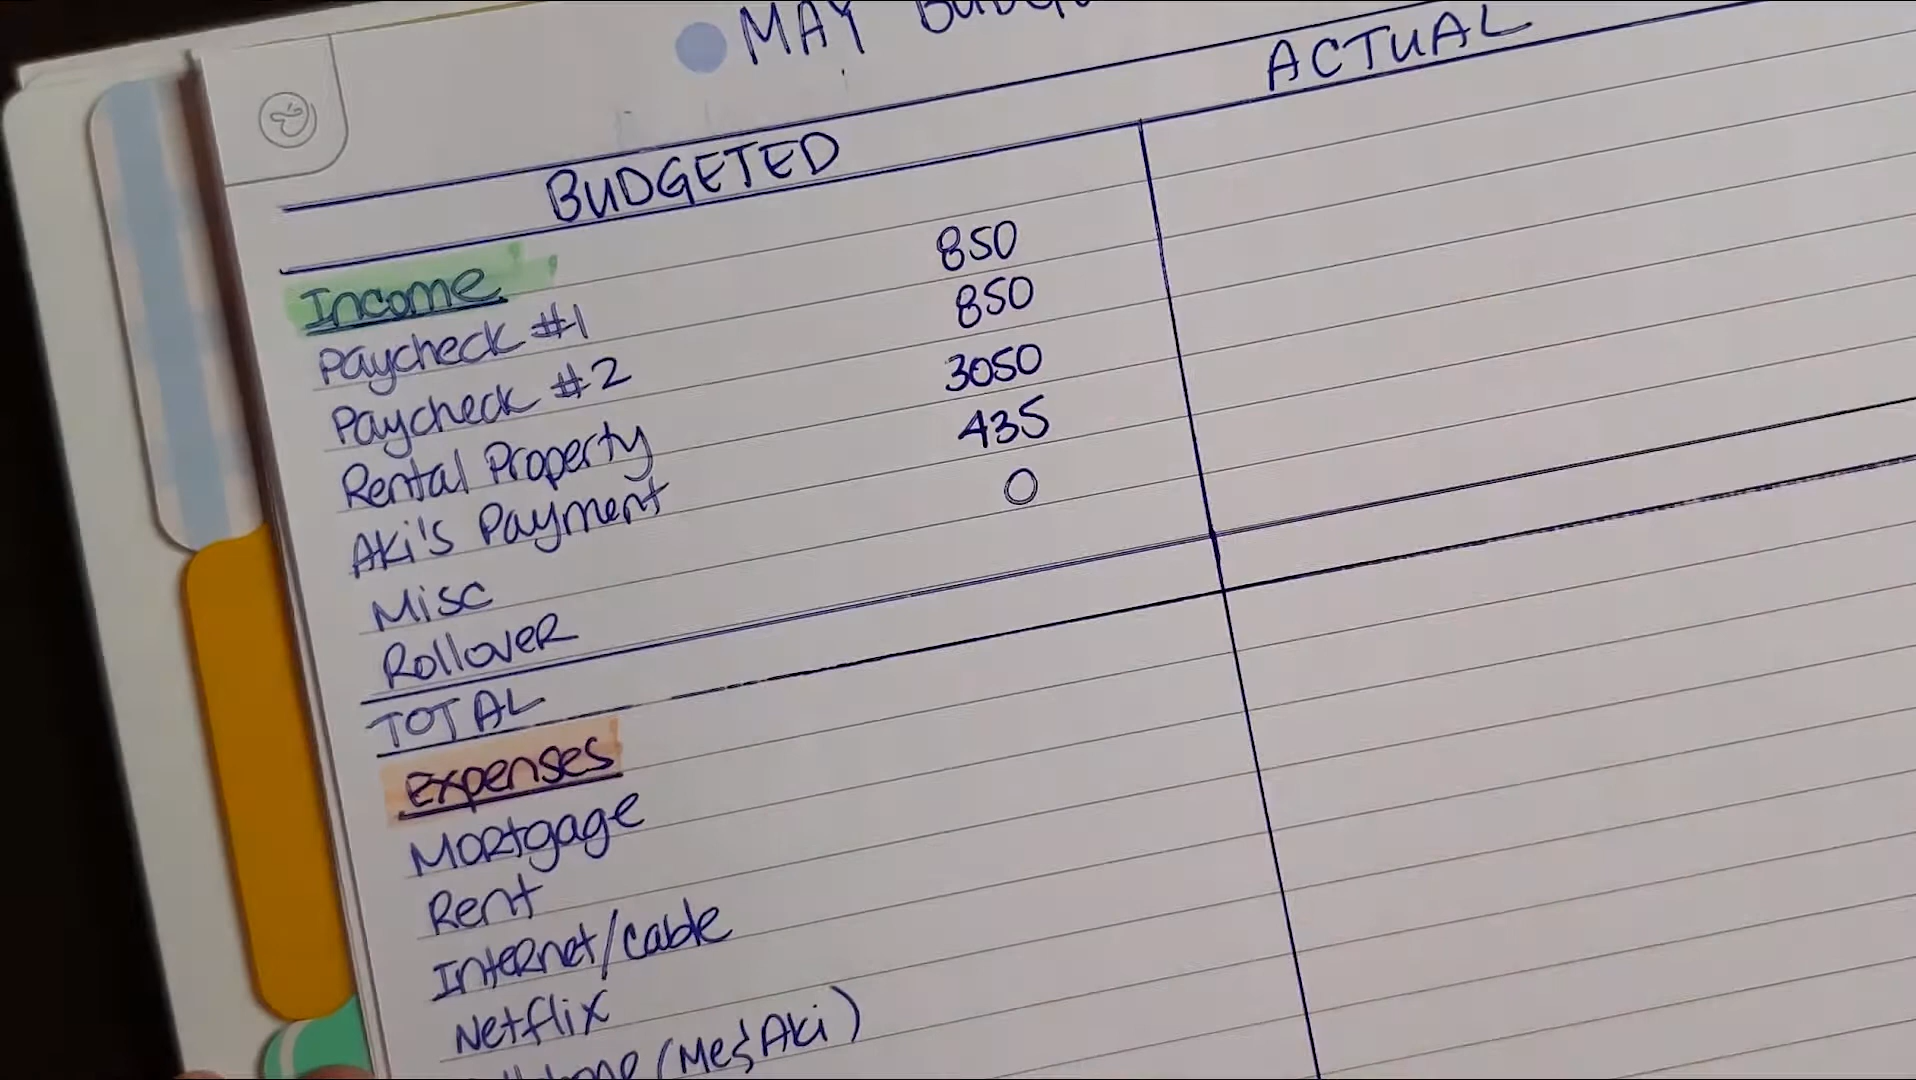 MAY
BUDGETED ACTUAL
Income
Paycheck #1 850
Paycheck #2 850
Rental Property 3050
Aki's Payment 435
Misc 0
Rollover
TOTAL
Expenses
Mortgage
Rent
Internet/cable
Netflix
(Me & Aki)